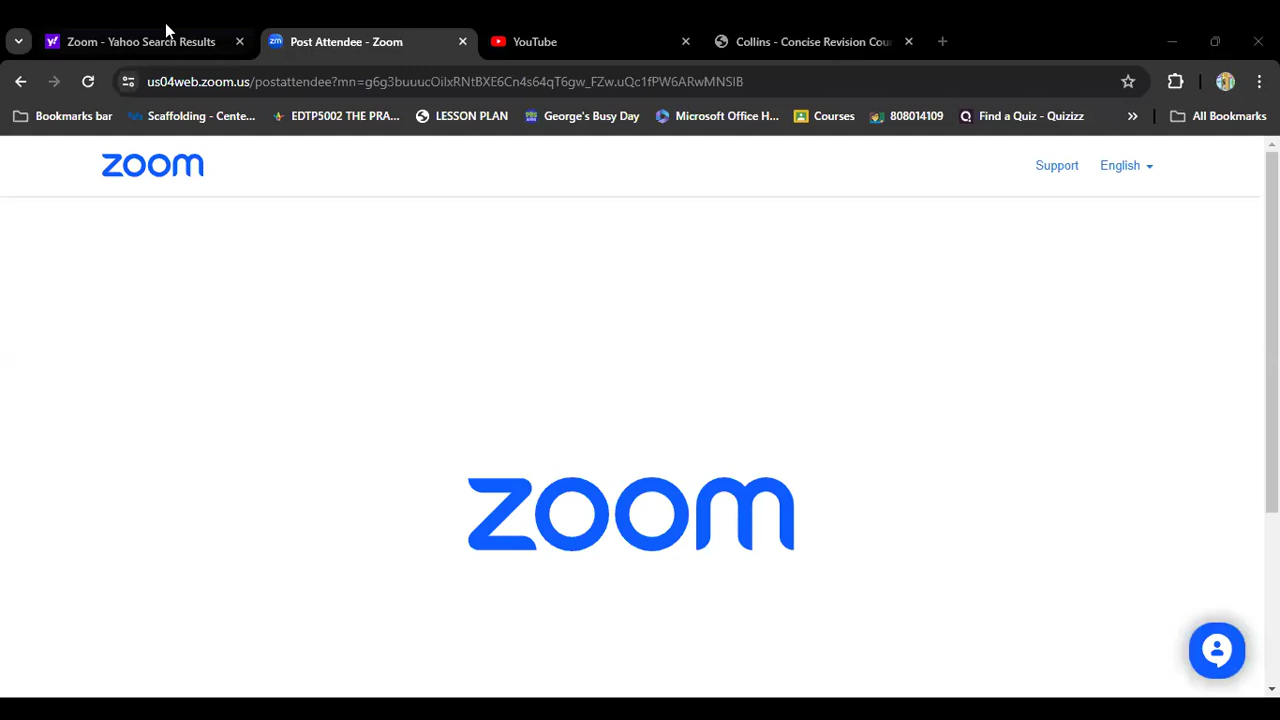 Zoom - Yahoo Search Results
Post Attendee - Zoom
YouTube
Collins - Concise Revision Cou
us04web.zoom.us/postattendee?mn=g6g3buuucOilxRNtBXE6Cn4s64qT6gw_FZw.uQc1fPW6ARwMNSIB
Bookmarks bar
Scaffolding - Cente...
EDTP5002 THE PRA...
LESSON PLAN
George's Busy Day
Microsoft Office H...
Courses
808014109
Find a Quiz - Quizizz
All Bookmarks
zoom
Support
English
zoom